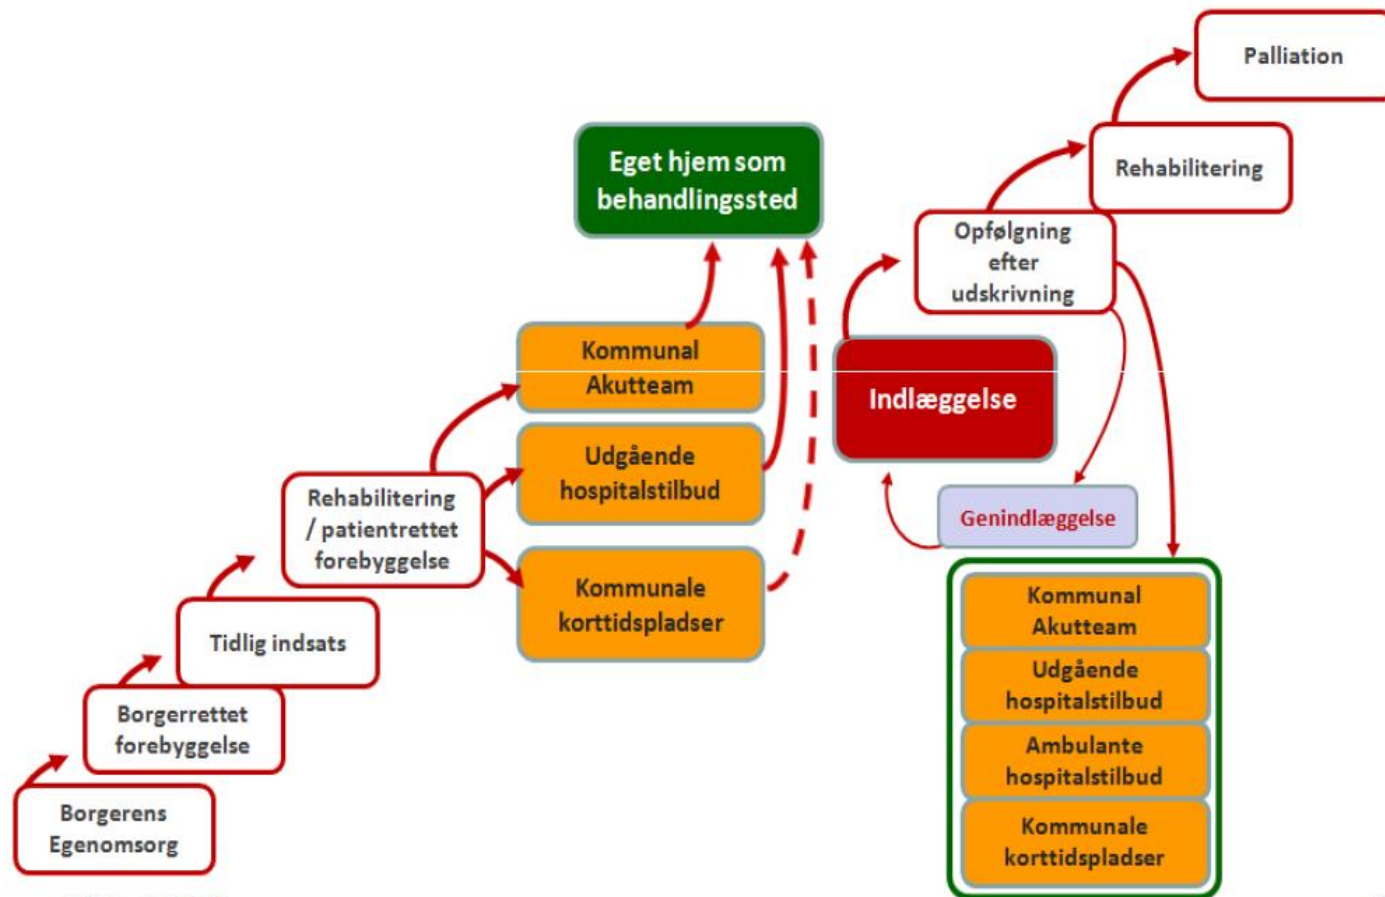 Palliation
Rehabilitering
Eget hjem som
behandlingssted
Opfølgning
efter
udskrivning
Kommunal
Akutteam
Indlæggelse
Udgående
hospitalstilbud
Rehabilitering
/ patientrettet
forebyggelse
Genindlæggelse
Kommunale
korttidspladser
Kommunal
Akutteam
Tidlig indsats
Udgående
hospitalstilbud
Borgerrettet
forebyggelse
Ambulante
hospitalstilbud
Borgerens
Egenomsorg
Kommunale
korttidspladser